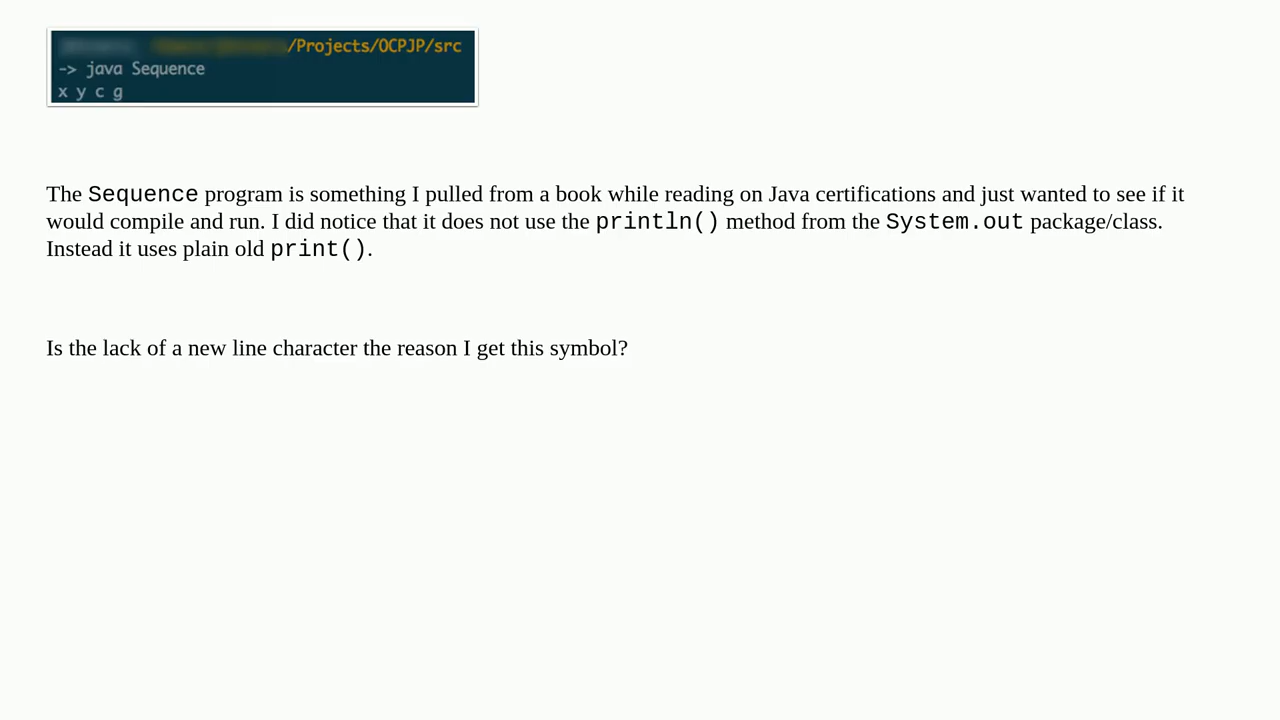 /Projects/OCPJP/src
-> java Sequence
x y c g
The Sequence program is something I pulled from a book while reading on Java certifications and just wanted to see if it
would compile and run. I did notice that it does not use the println() method from the System.out package/class.
Instead it uses plain old print().
Is the lack of a new line character the reason I get this symbol?